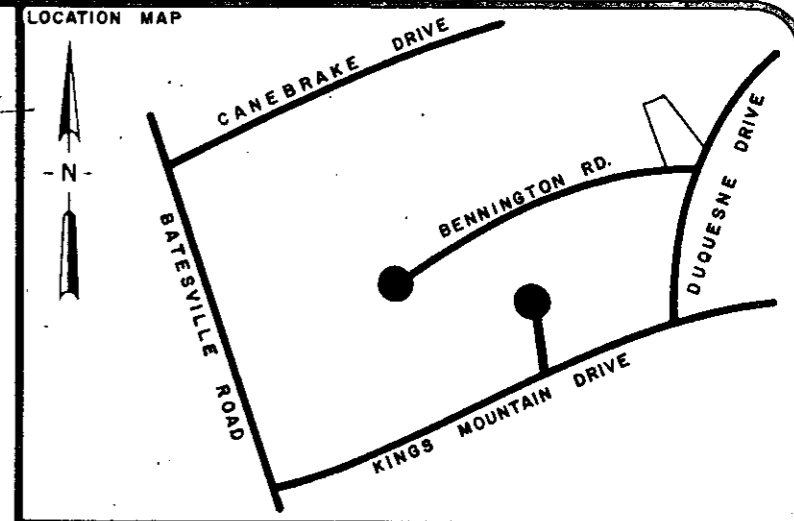 LOCATION MAP
CANEBRAKE DRIVE
-N-
BENNINGTON RD.
DUQUESNE DRIVE
BATESVILLE ROAD
KINGS MOUNTAIN DRIVE